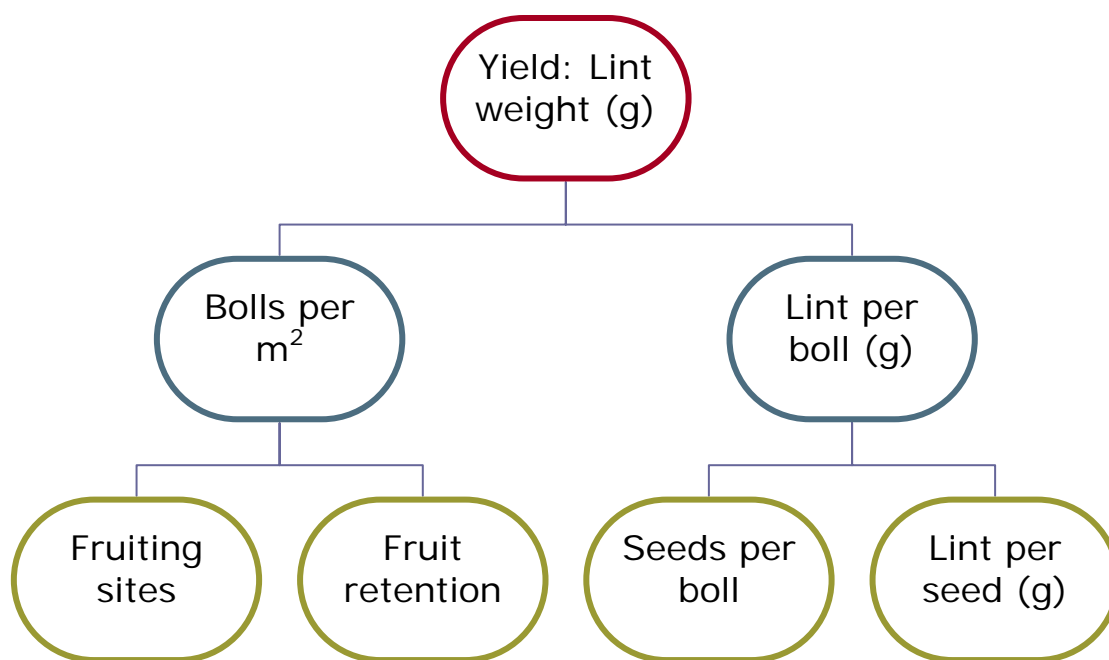 Yield: Lint
weight (g)
Bolls per
m²
Lint per
boll (g)
Fruiting
sites
Fruit
retention
Seeds per
boll
Lint per
seed (g)